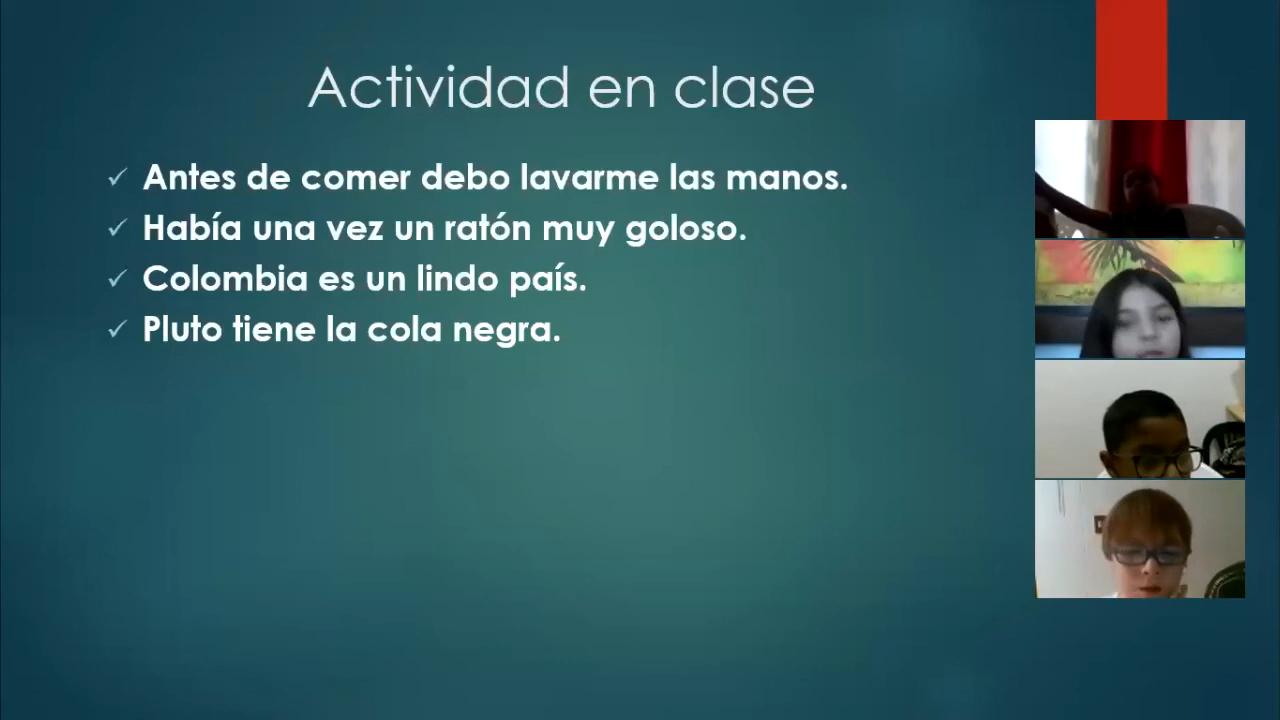 Actividad en clase
Antes de comer debo lavarme las manos.
Había una vez un ratón muy goloso.
Colombia es un lindo país.
Pluto tiene la cola negra.